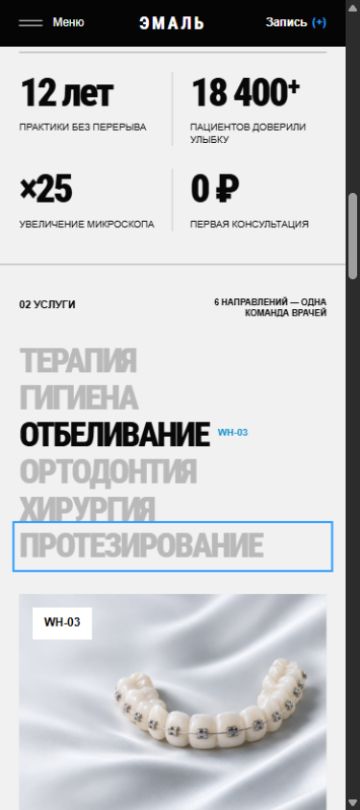 Меню
ЭМАЛЬ
Запись (+)
12 лет
ПРАКТИКИ БЕЗ ПЕРЕРЫВА
18 400+
ПАЦИЕНТОВ ДОВЕРИЛИ
УЛЫБКУ
×25
УВЕЛИЧЕНИЕ МИКРОСКОПА
0 ₽
ПЕРВАЯ КОНСУЛЬТАЦИЯ
02 УСЛУГИ
6 НАПРАВЛЕНИЙ — ОДНА
КОМАНДА ВРАЧЕЙ
ТЕРАПИЯ
ГИГИЕНА
ОТБЕЛИВАНИЕ WH-03
ОРТОДОНТИЯ
ХИРУРГИЯ
ПРОТЕЗИРОВАНИЕ
WH-03